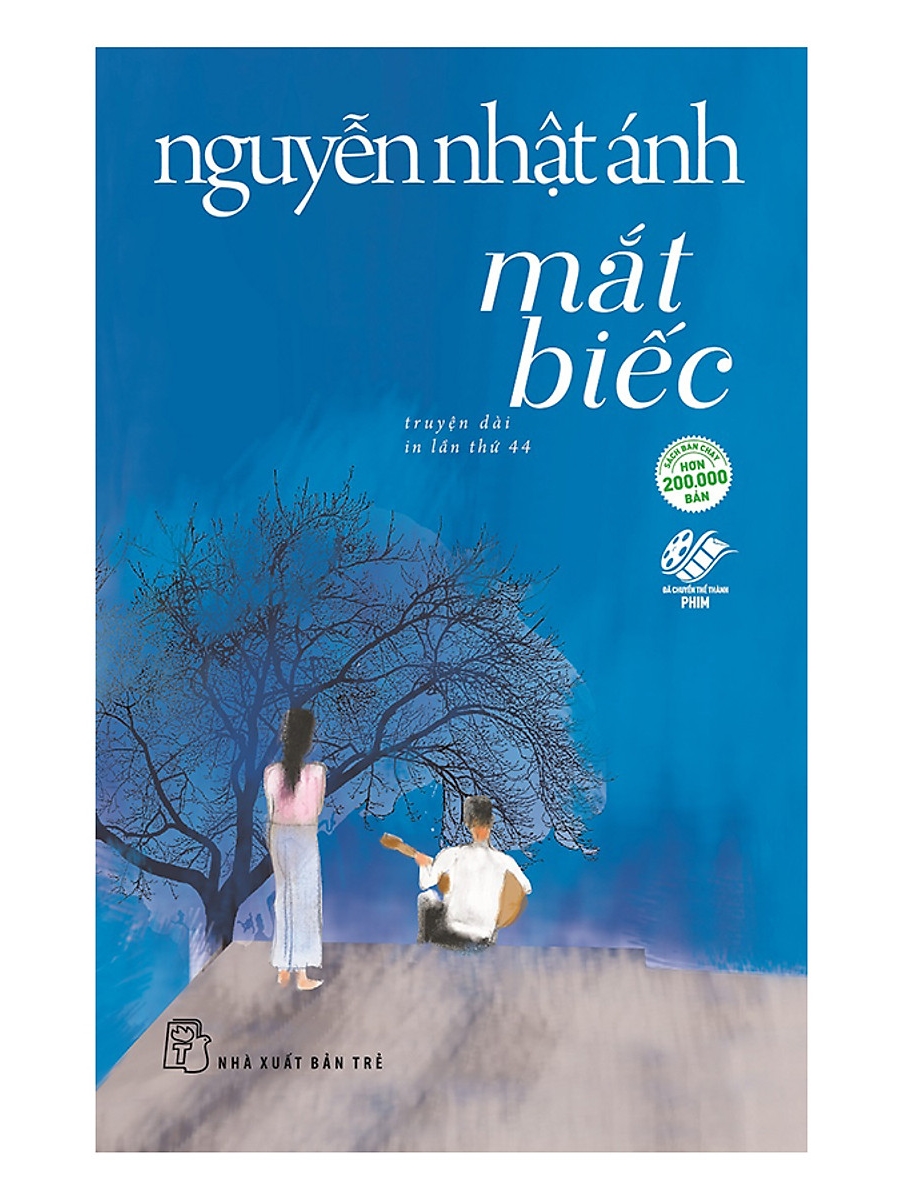 nguyễn nhật ánh
mắt
biếc
truyện dài
in lần thứ 44
SÁCH BÁN CHẠY
HƠN
200.000
BẢN
ĐÃ CHUYỂN THỂ THÀNH
PHIM
T
NHÀ XUẤT BẢN TRẺ